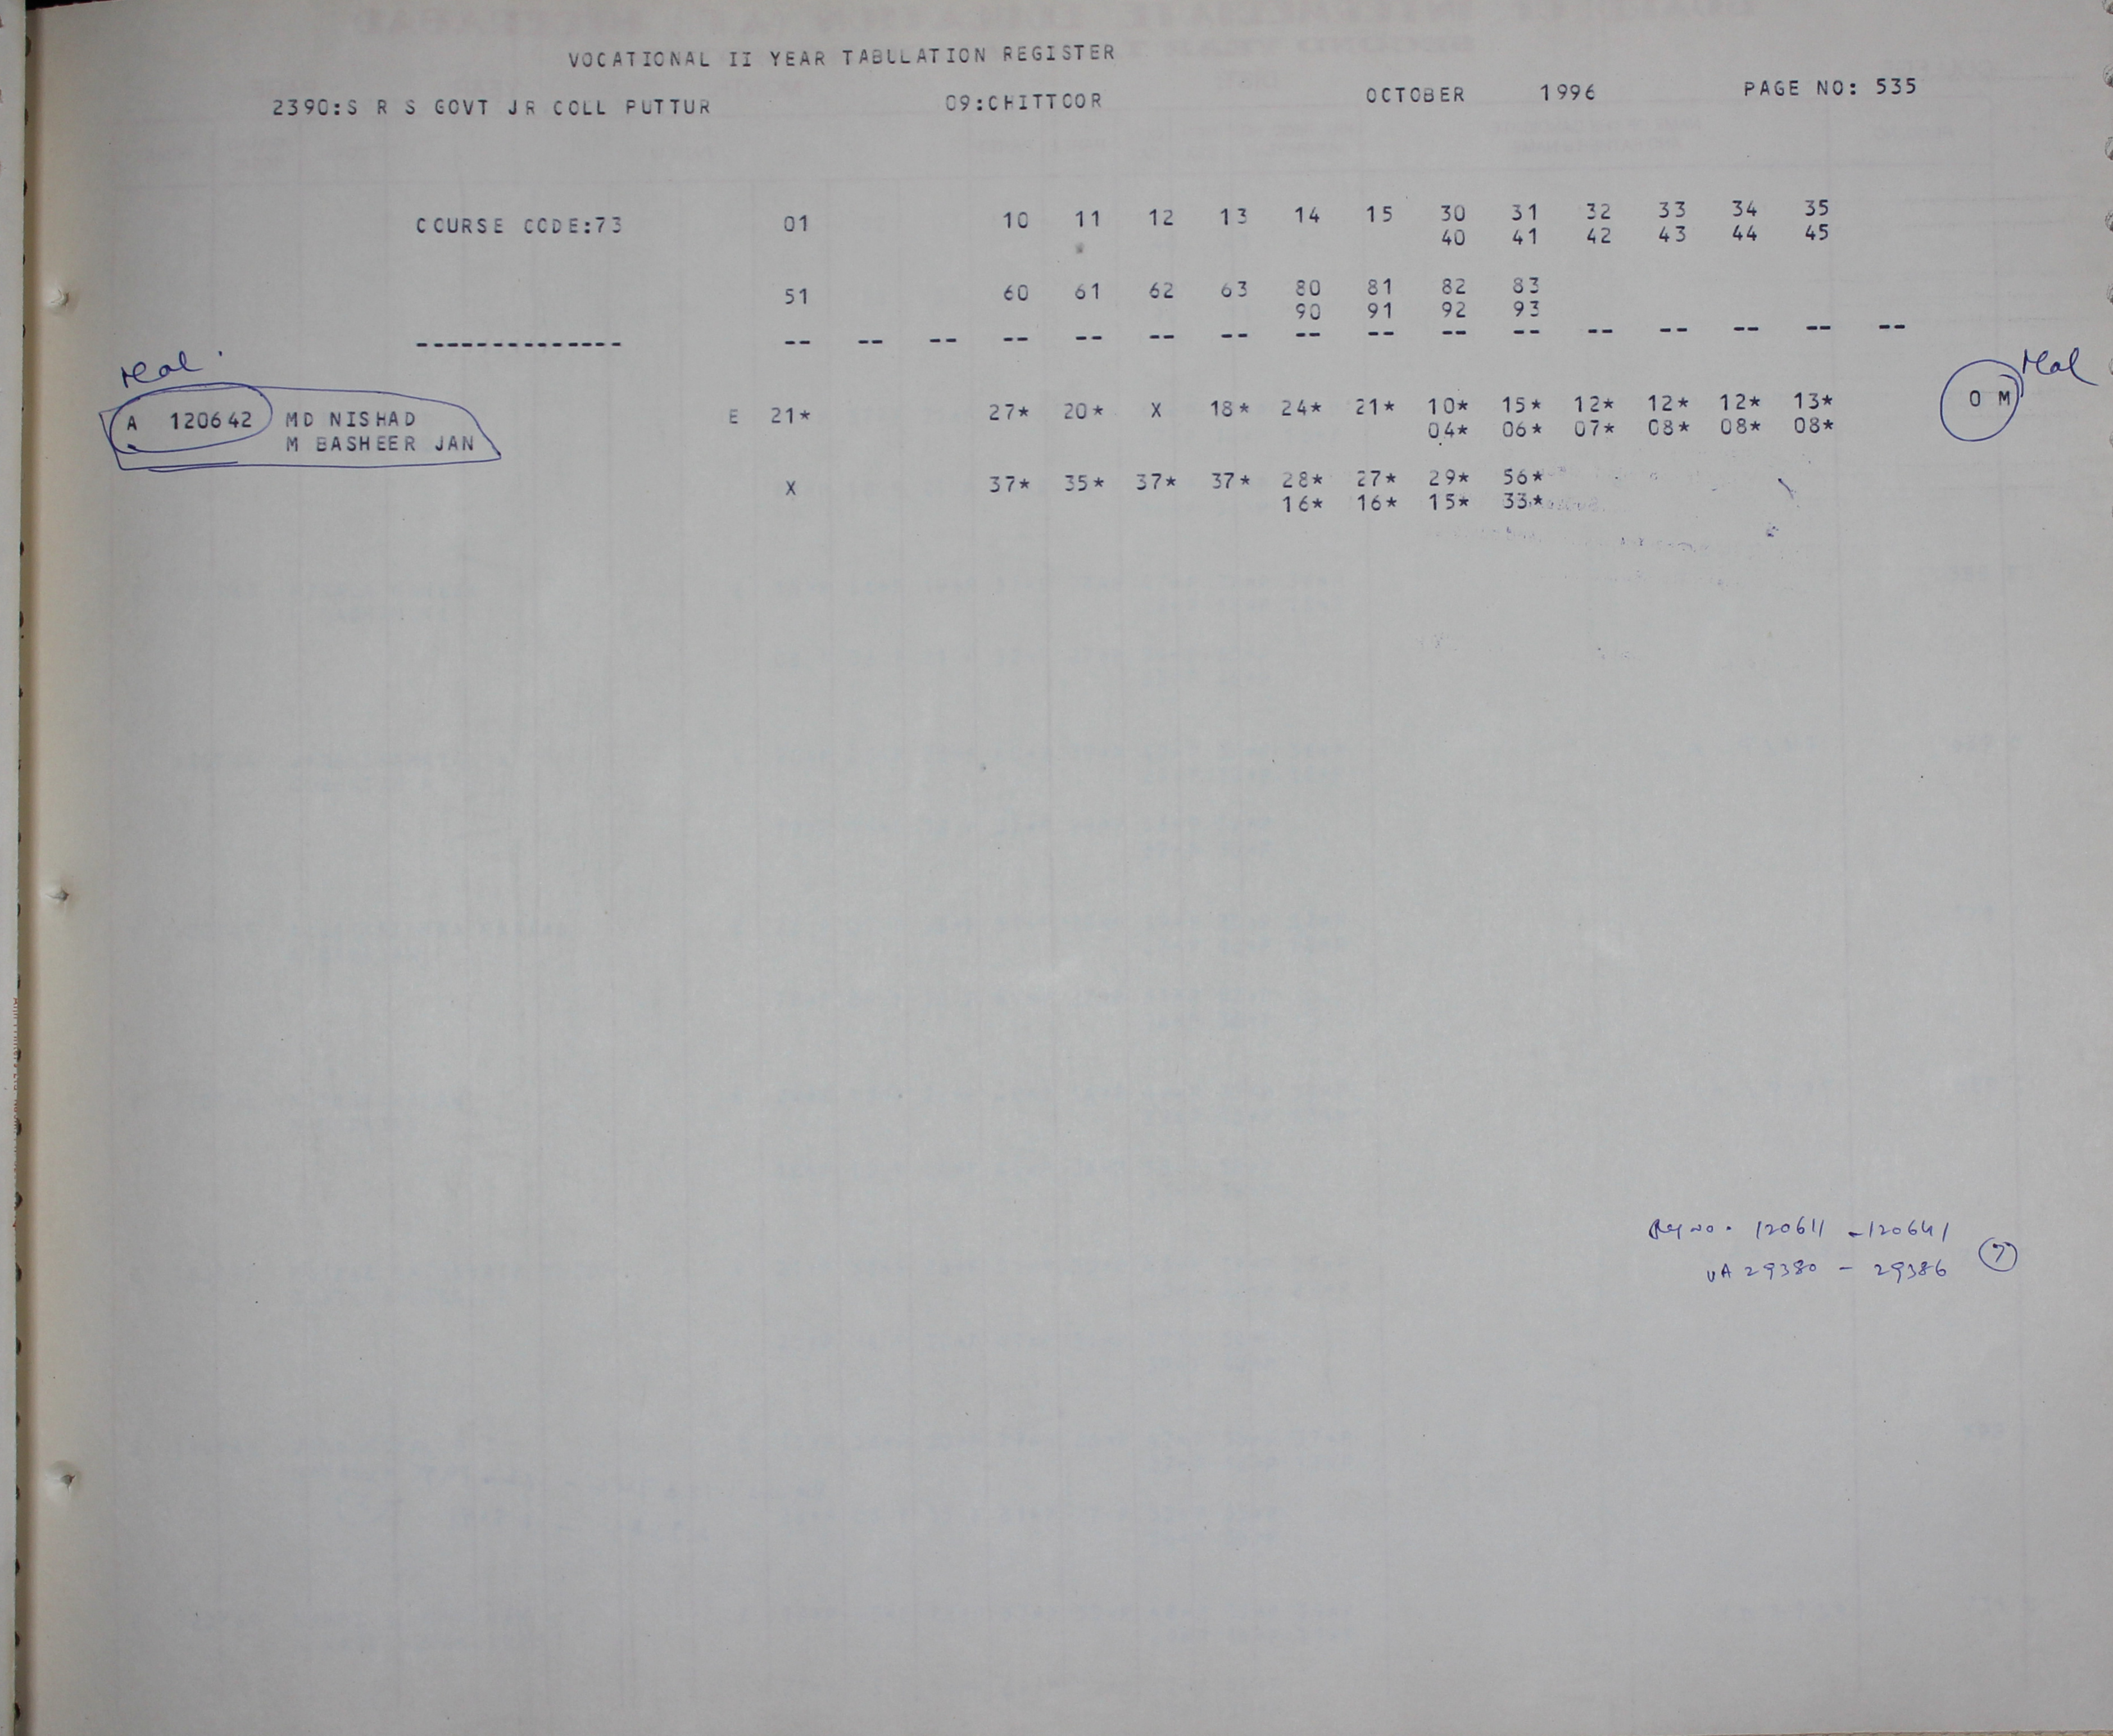 VOCATIONAL II YEAR TABULATION REGISTER
2390:S R S GOVT JR COLL PUTTUR 09:CHITTOOR OCTOBER 1996 PAGE NO: 535
COURSE CODE:73 01 10 11 12 13 14 15 30 31 32 33 34 35
40 41 42 43 44 45
51 60 61 62 63 80 81 82 83
90 91 92 93
-------------- -- -- -- -- -- -- -- -- -- -- -- -- -- -- -- --
A 120642 MD NISHAD E 21* 27* 20* X 18* 24* 21* 10* 15* 12* 12* 12* 13* O M
M BASHEER JAN 04* 06* 07* 08* 08* 08*
X 37* 35* 37* 37* 28* 27* 29* 56*
16* 16* 15* 33*
Reg no. 120611 - 120641
VA 29380 - 29386 7